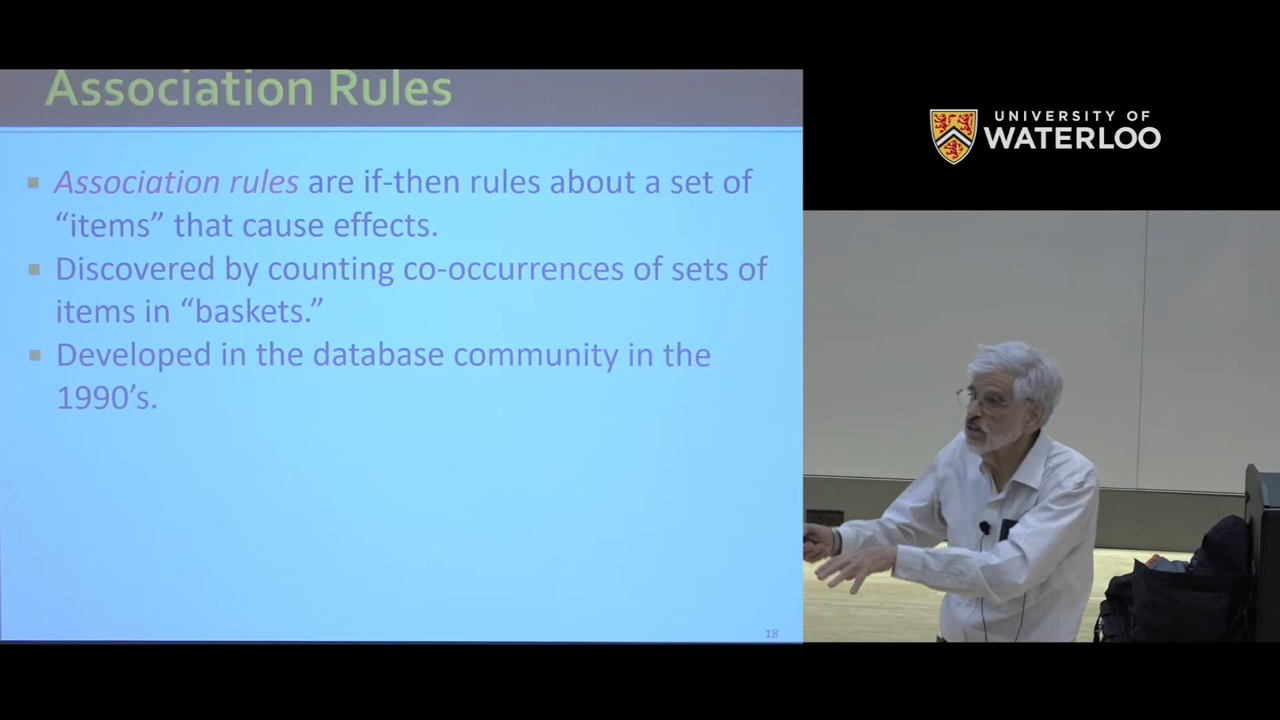 Association Rules
Association rules are if-then rules about a set of
“items” that cause effects.
Discovered by counting co-occurrences of sets of
items in “baskets.”
Developed in the database community in the
1990’s.
18
UNIVERSITY OF
WATERLOO